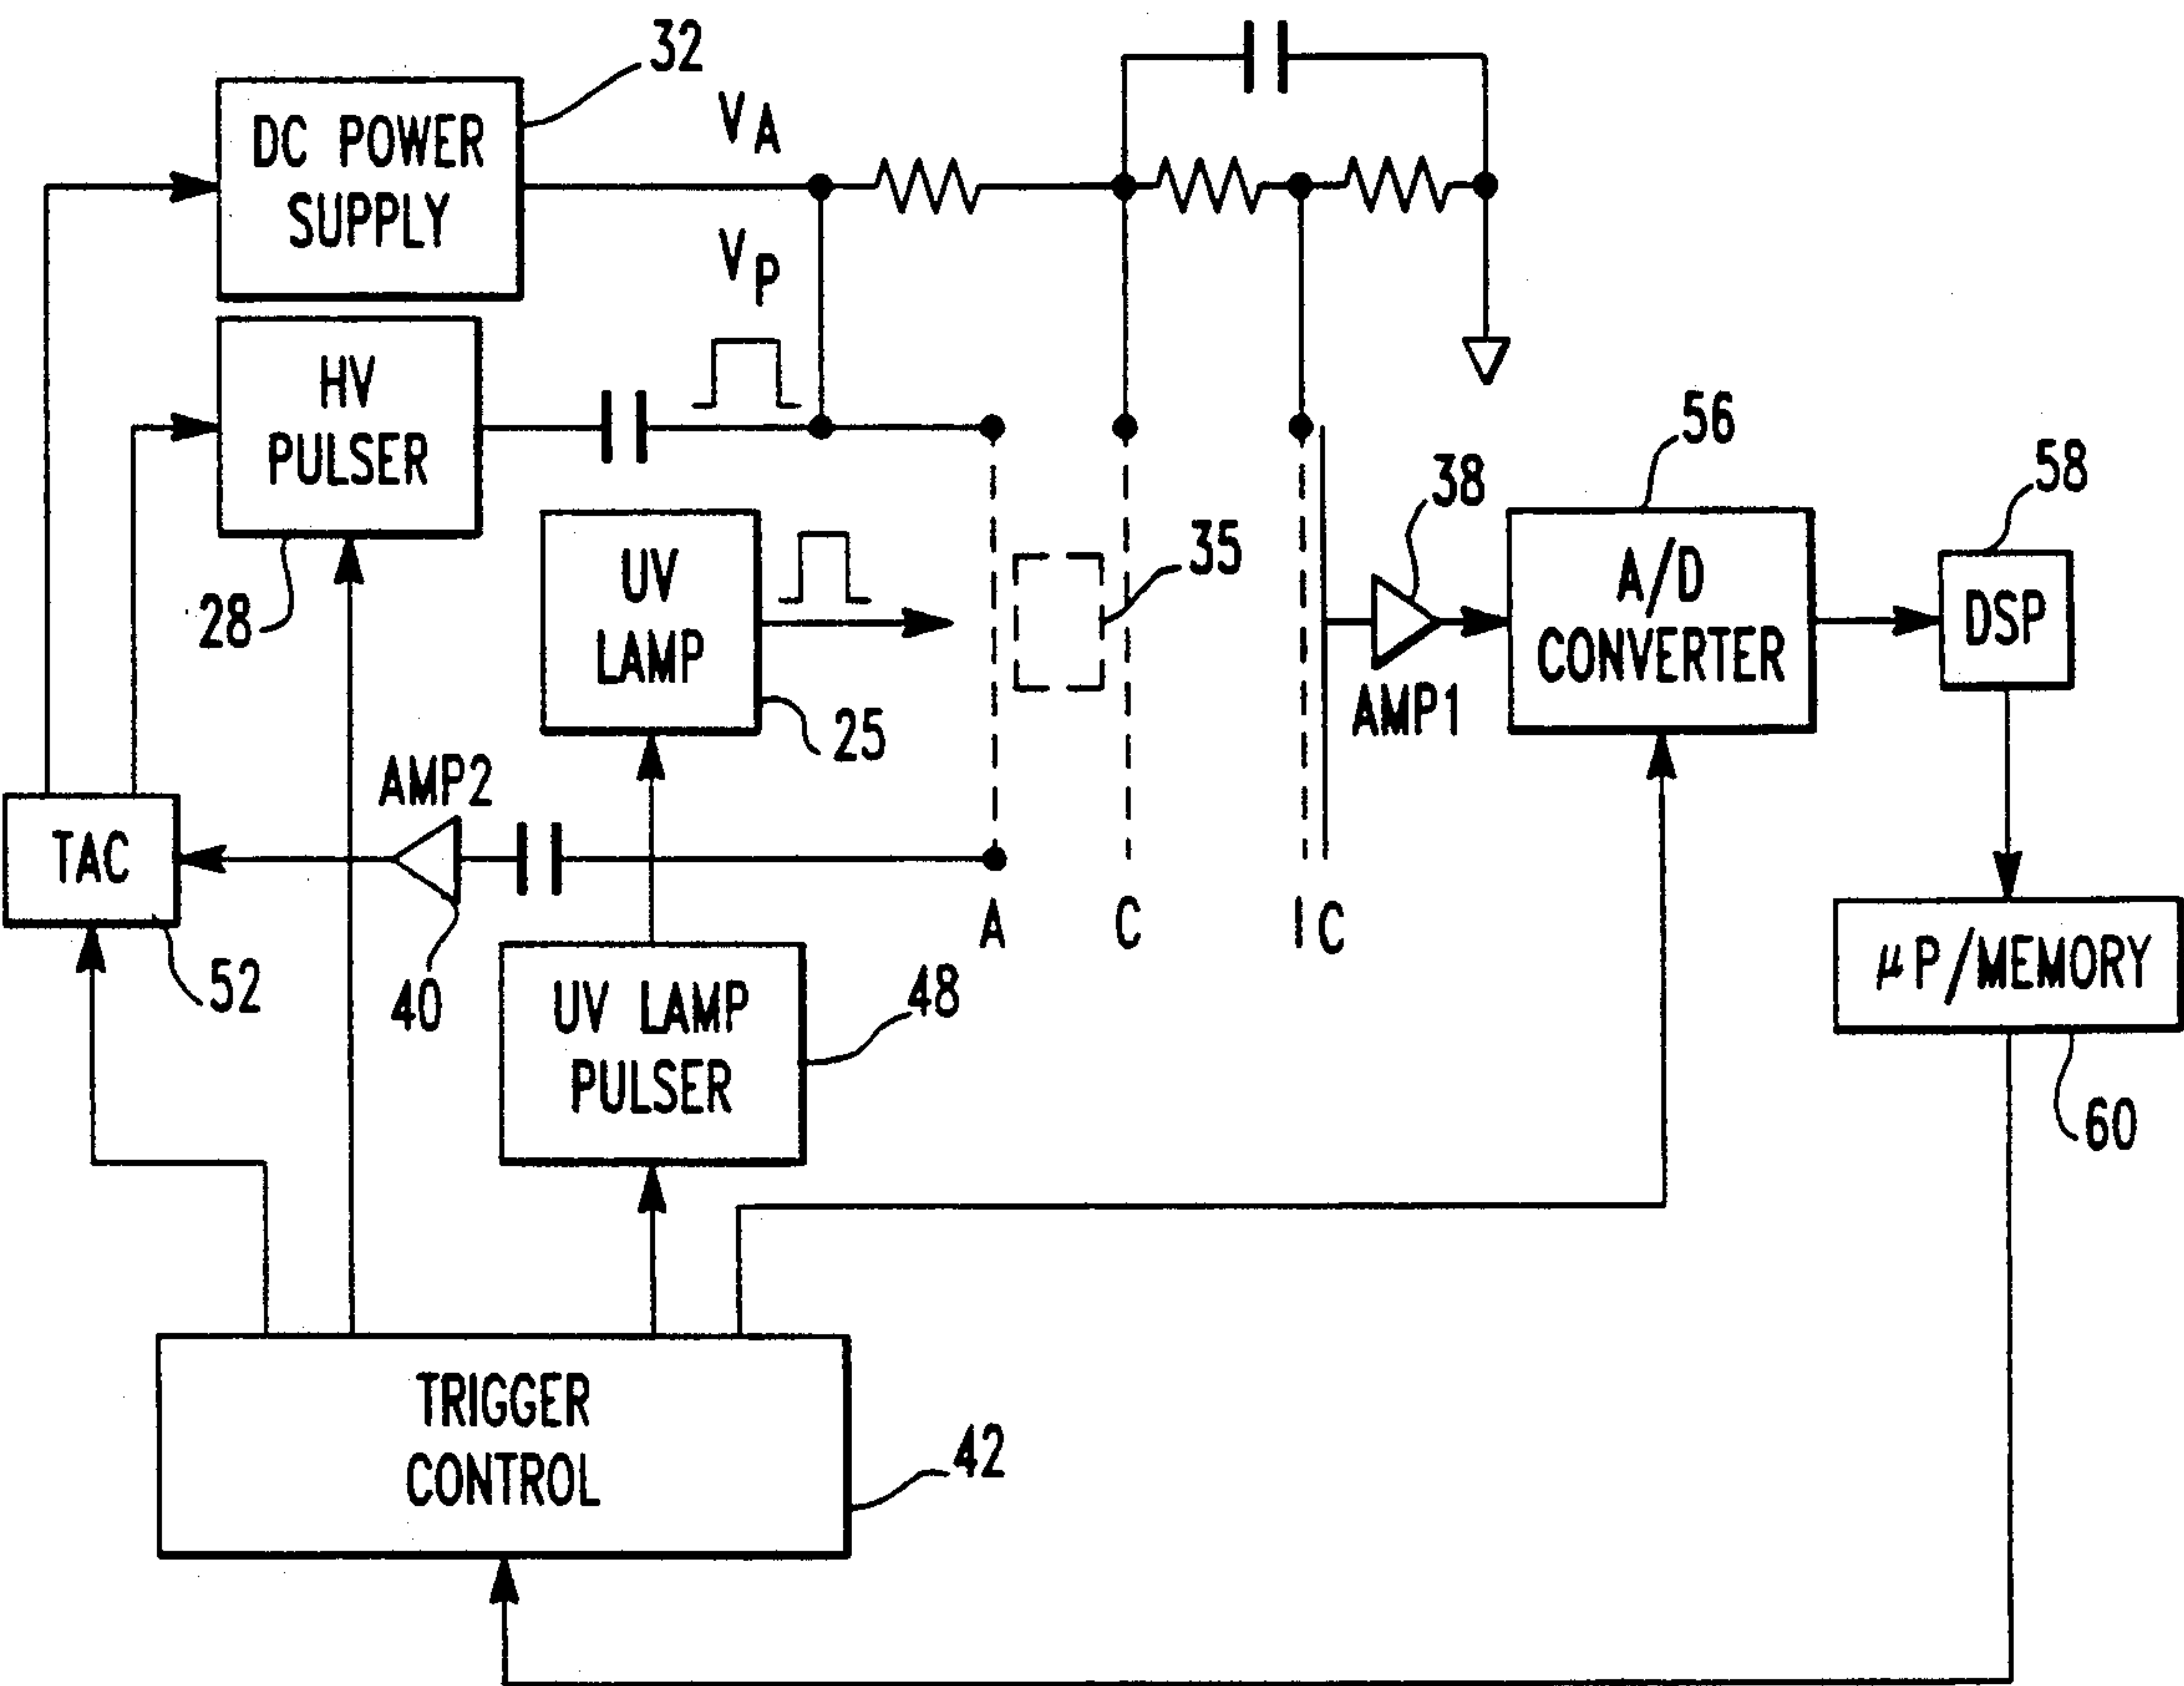 32
DC POWER
SUPPLY
VA
VP
HV
PULSER
28
UV
LAMP
25
35
38
AMP1
56
A/D
CONVERTER
58
DSP
AMP2
TAC
52
40
A
C
I
C
UV LAMP
PULSER
48
μP/MEMORY
60
TRIGGER
CONTROL
42